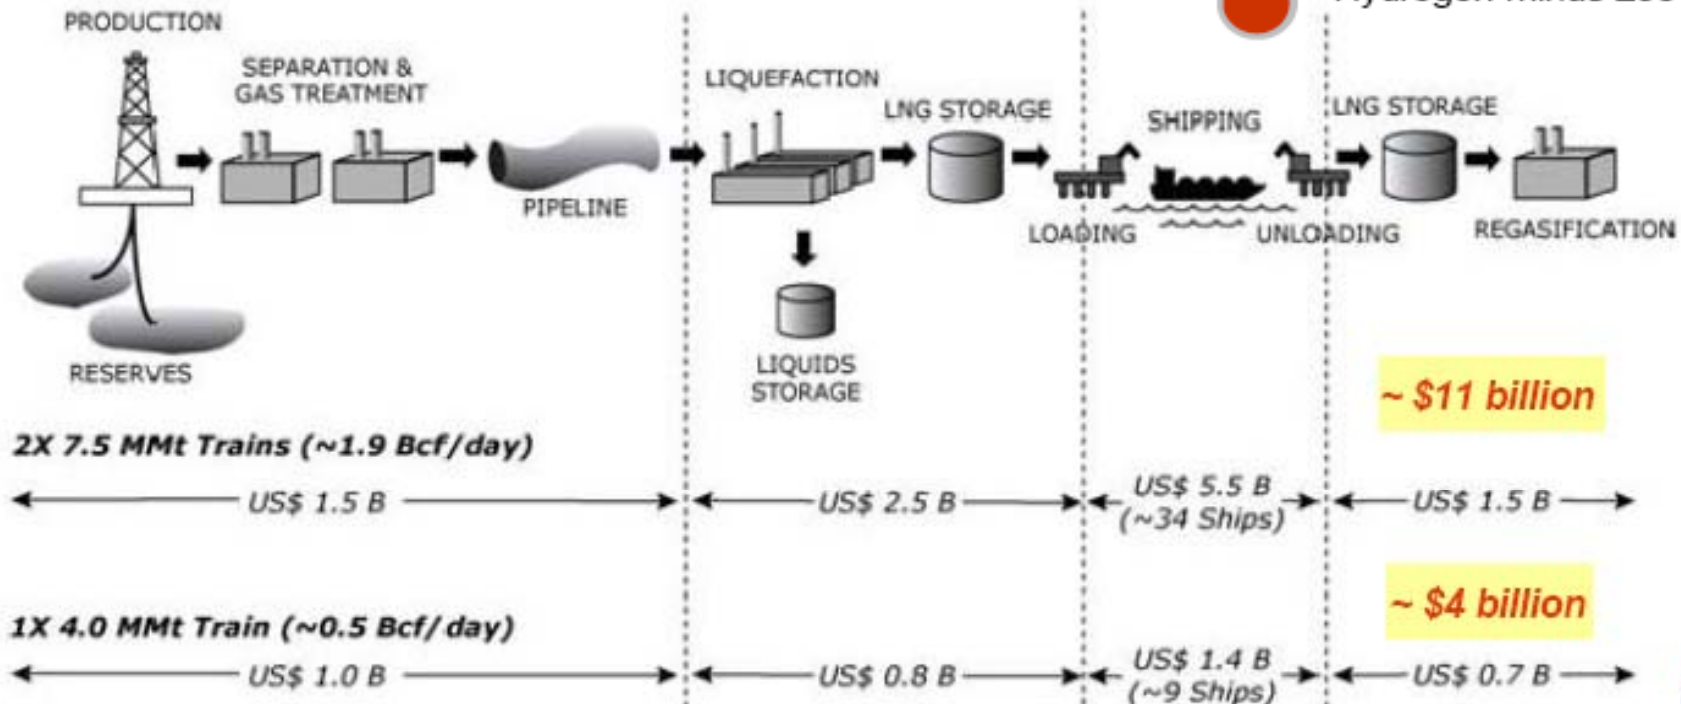 Hydrogen minus
PRODUCTION
SEPARATION &
GAS TREATMENT
PIPELINE
RESERVES
LIQUEFACTION
LNG STORAGE
LIQUIDS
STORAGE
LOADING
SHIPPING
UNLOADING
LNG STORAGE
REGASIFICATION
~ $11 billion
2X 7.5 MMt Trains (~1.9 Bcf/day)
US$ 1.5 B
US$ 2.5 B
US$ 5.5 B
(~34 Ships)
US$ 1.5 B
~ $4 billion
1X 4.0 MMt Train (~0.5 Bcf/day)
US$ 1.0 B
US$ 0.8 B
US$ 1.4 B
(~9 Ships)
US$ 0.7 B